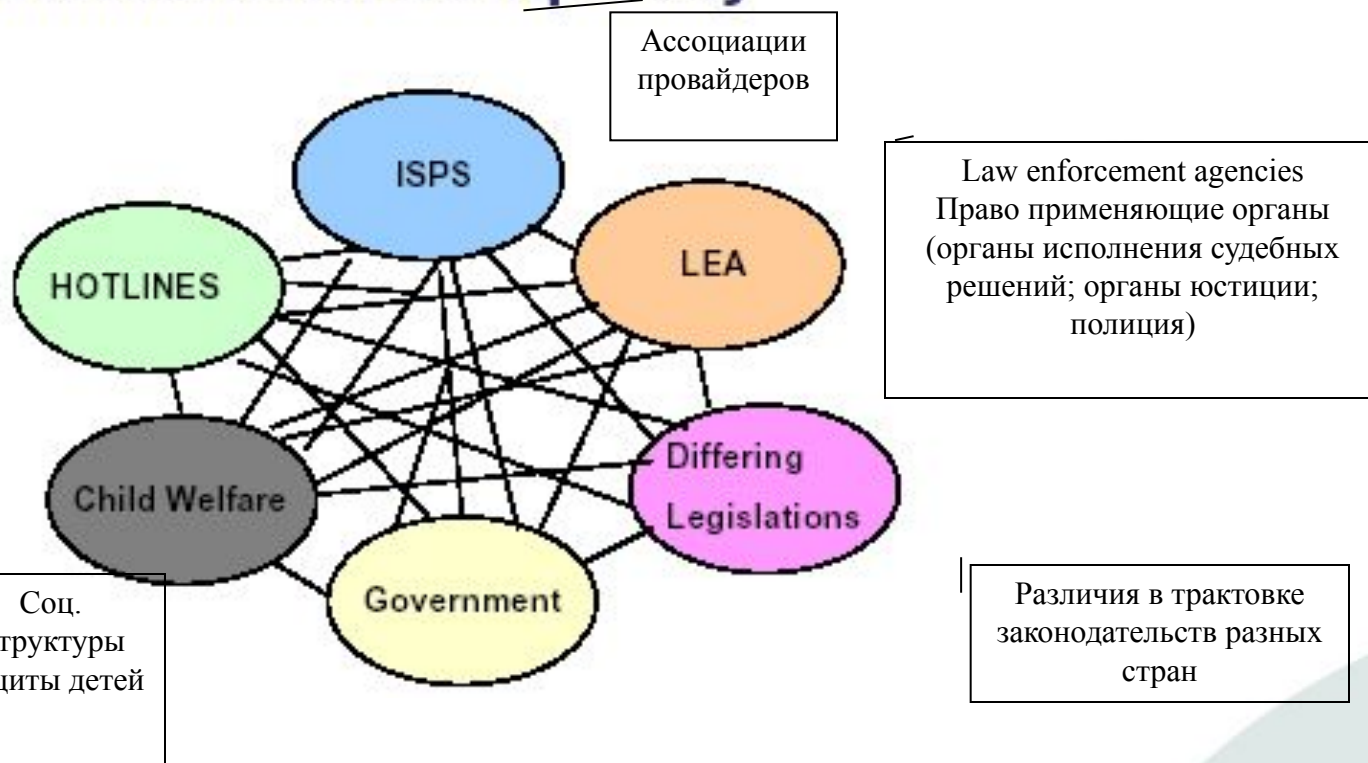 Ассоциации
провайдеров
ISPS
Law enforcement agencies
Право применяющие органы
(органы исполнения судебных
решений; органы юстиции;
полиция)
LEA
HOTLINES
Differing
Legislations
Child Welfare
Government
Соц.
труктуры
циты детей
Различия в трактовке
законодательств разных
стран